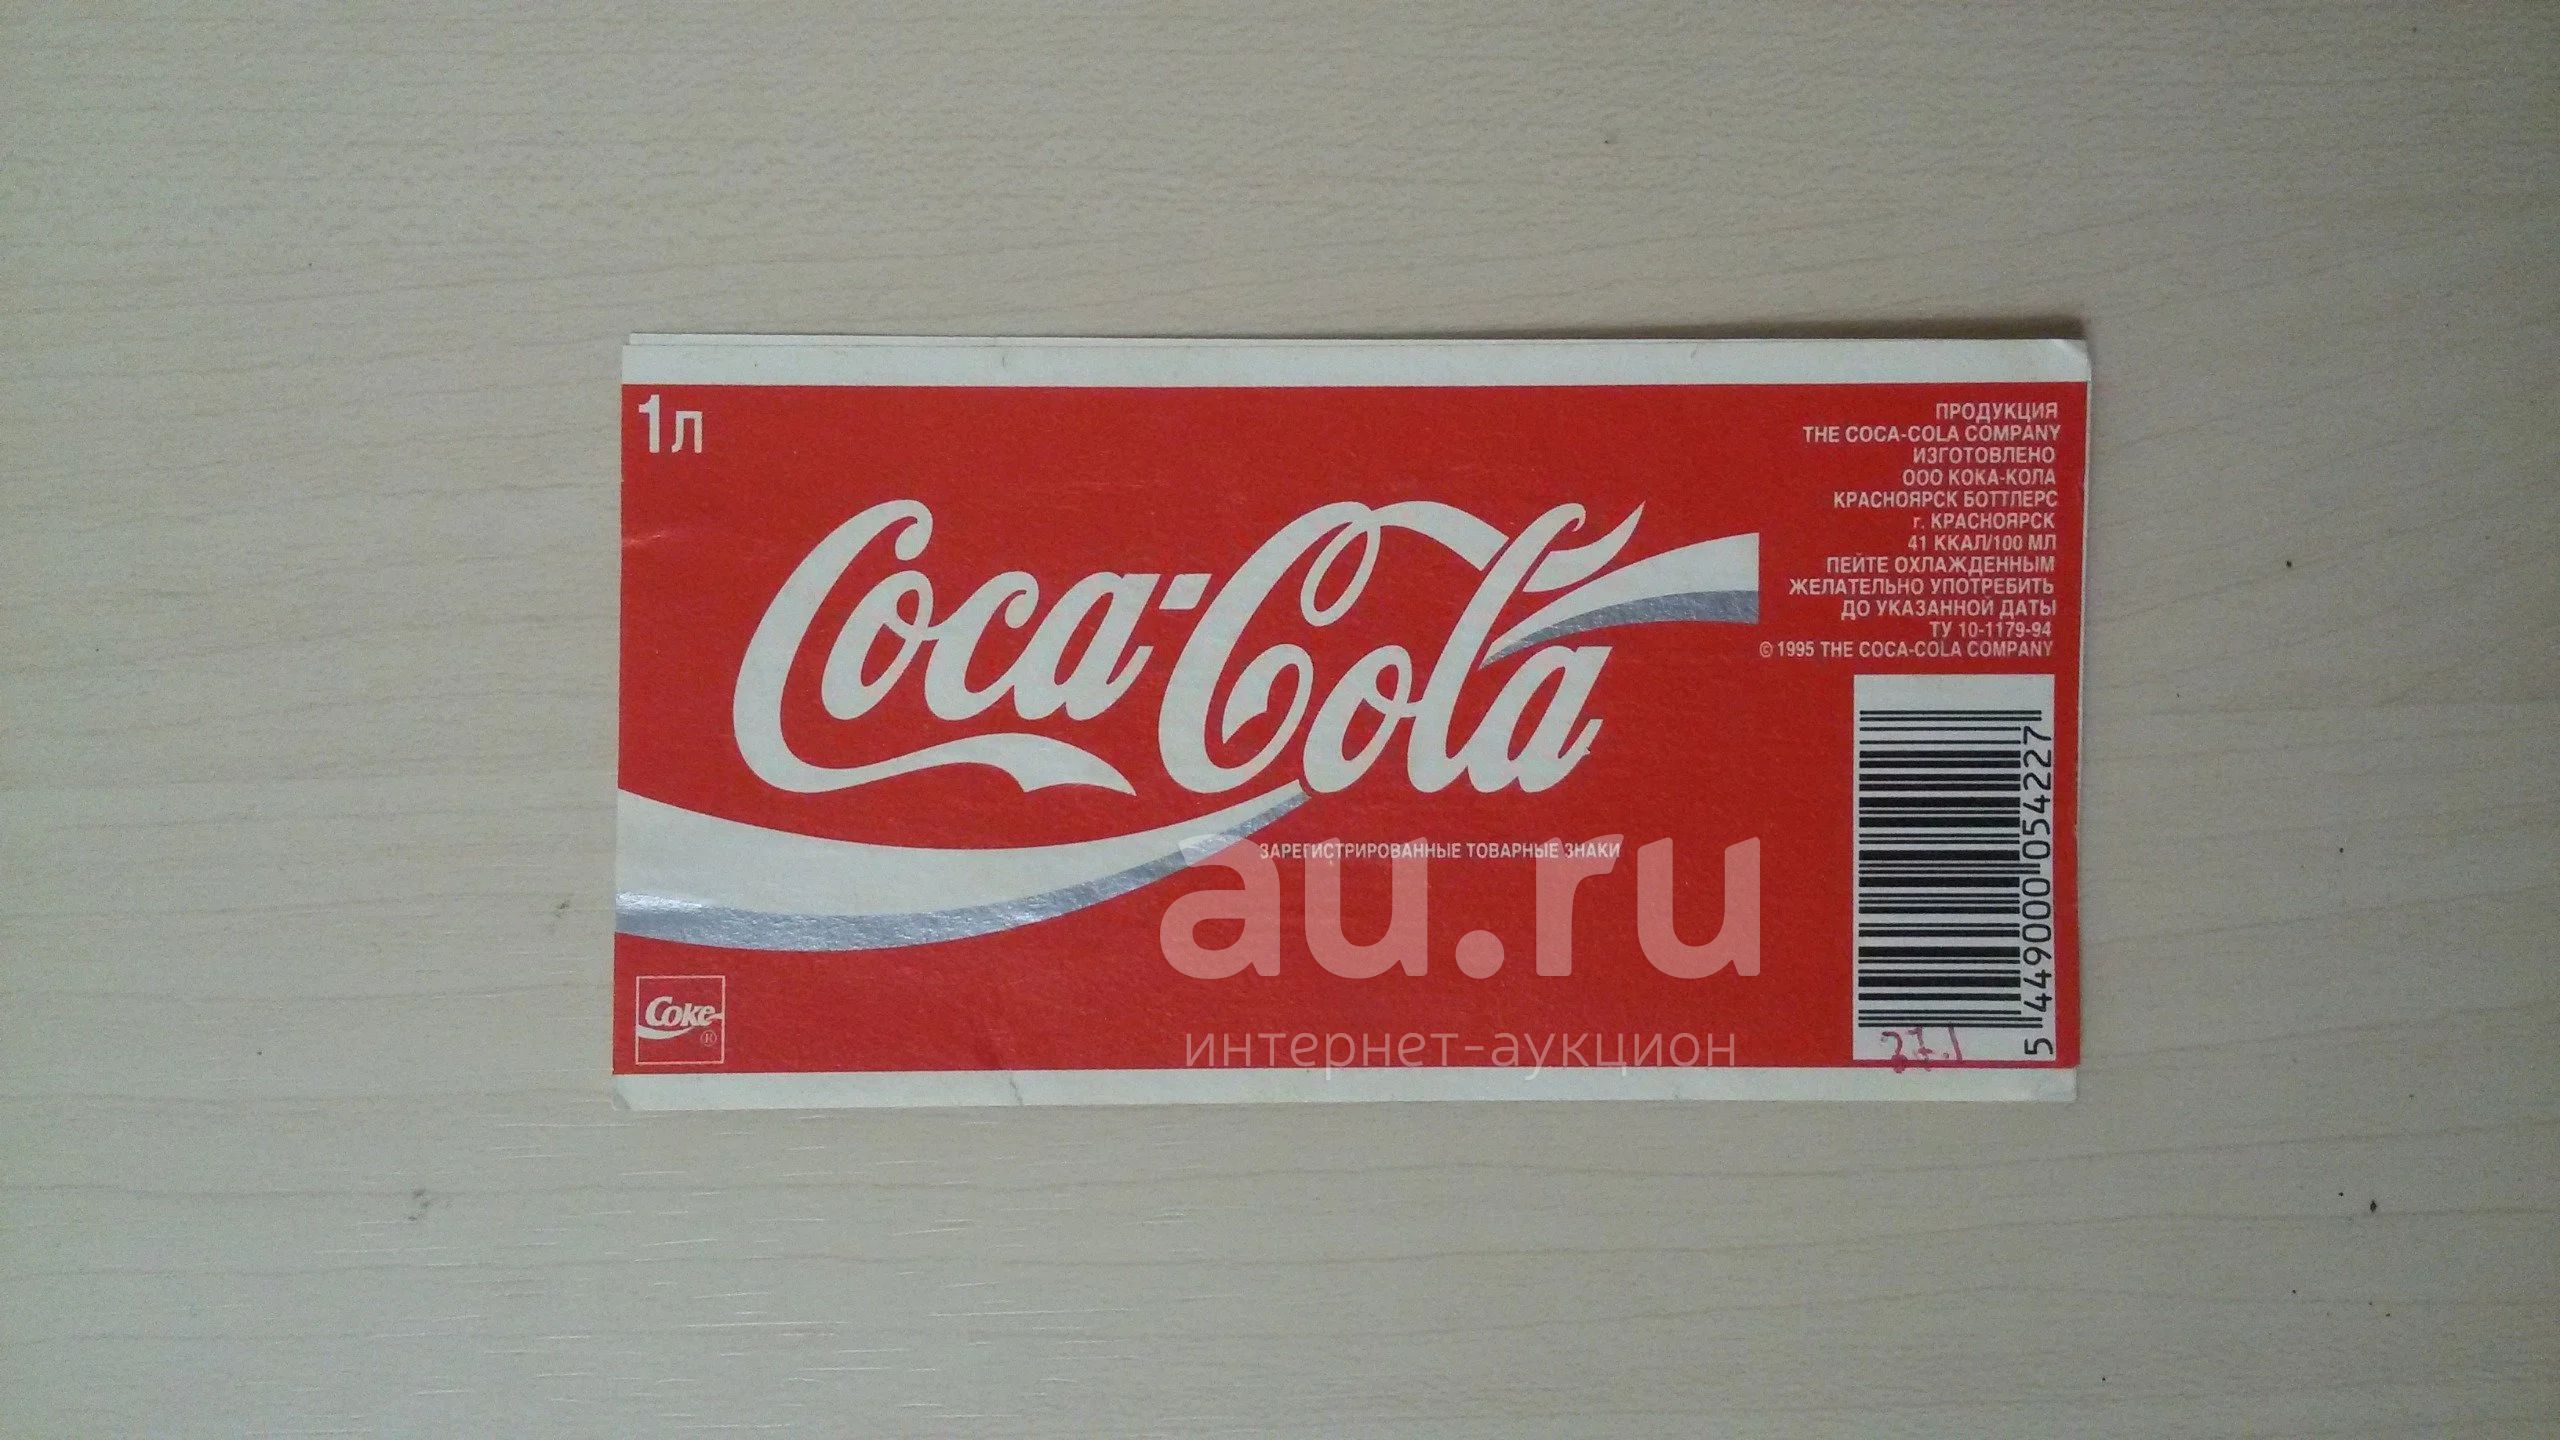 1л
Coca-Cola
ЗАРЕГИСТРИРОВАННЫЕ ТОВАРНЫЕ ЗНАКИ
Coke
®
ПРОДУКЦИЯ
THE COCA-COLA COMPANY
ИЗГОТОВЛЕНО
ООО КОКА-КОЛА
КРАСНОЯРСК БОТТЛЕРС
г. КРАСНОЯРСК
41 ККАЛ/100 МЛ
ПЕЙТЕ ОХЛАЖДЕННЫМ
ЖЕЛАТЕЛЬНО УПОТРЕБИТЬ
ДО УКАЗАННОЙ ДАТЫ
ТУ 10-1179-94
© 1995 THE COCA-COLA COMPANY
5 449000 054227
au.ru
интернет-аукцион